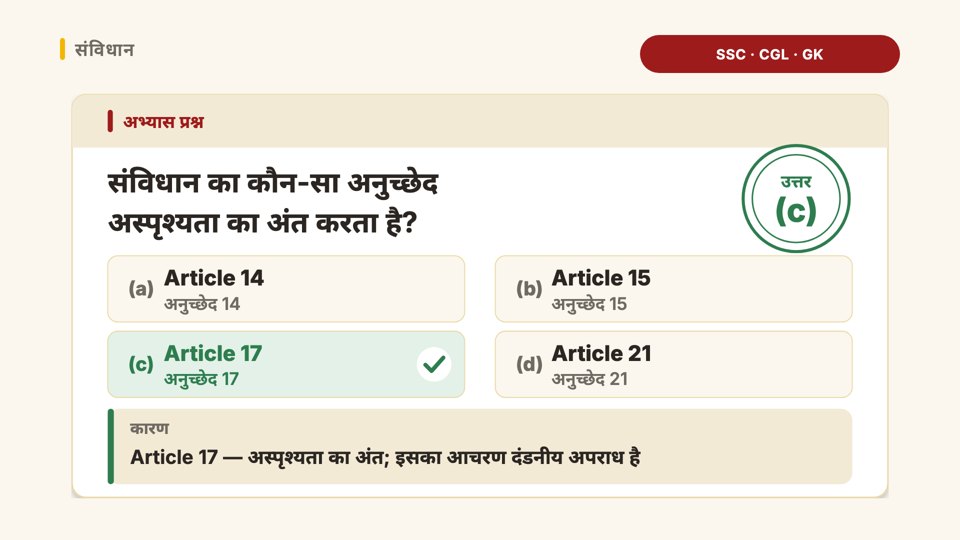 संविधान
SSC · CGL · GK
अभ्यास प्रश्न
संविधान का कौन-सा अनुच्छेद
अस्पृश्यता का अंत करता है?
उत्तर
(c)
(a) Article 14
अनुच्छेद 14
(b) Article 15
अनुच्छेद 15
(c) Article 17
अनुच्छेद 17
(d) Article 21
अनुच्छेद 21
कारण
Article 17 — अस्पृश्यता का अंत; इसका आचरण दंडनीय अपराध है